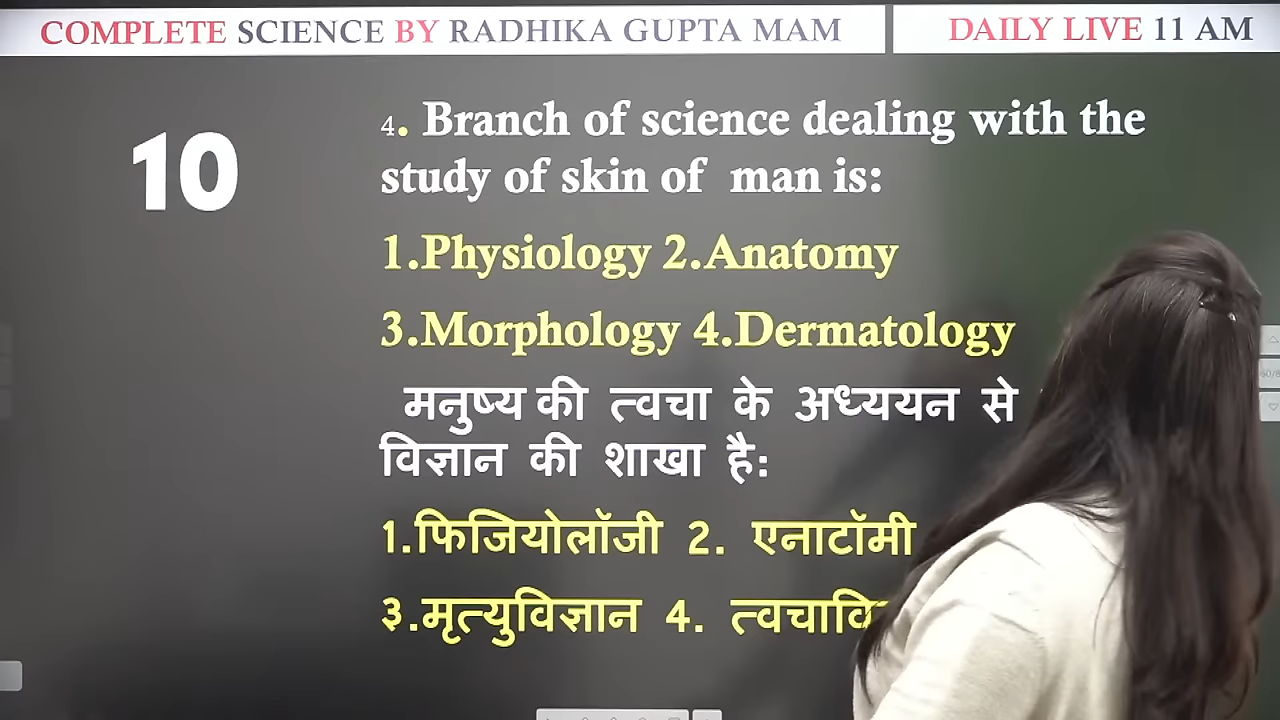 COMPLETE SCIENCE BY RADHIKA GUPTA MAM
DAILY LIVE 11 AM
10
4. Branch of science dealing with the
study of skin of man is:
1.Physiology 2.Anatomy
3.Morphology 4.Dermatology
मनुष्य की त्वचा के अध्ययन से
विज्ञान की शाखा है:
1.फिजियोलॉजी 2. एनाटॉमी
३.मृत्युविज्ञान 4.